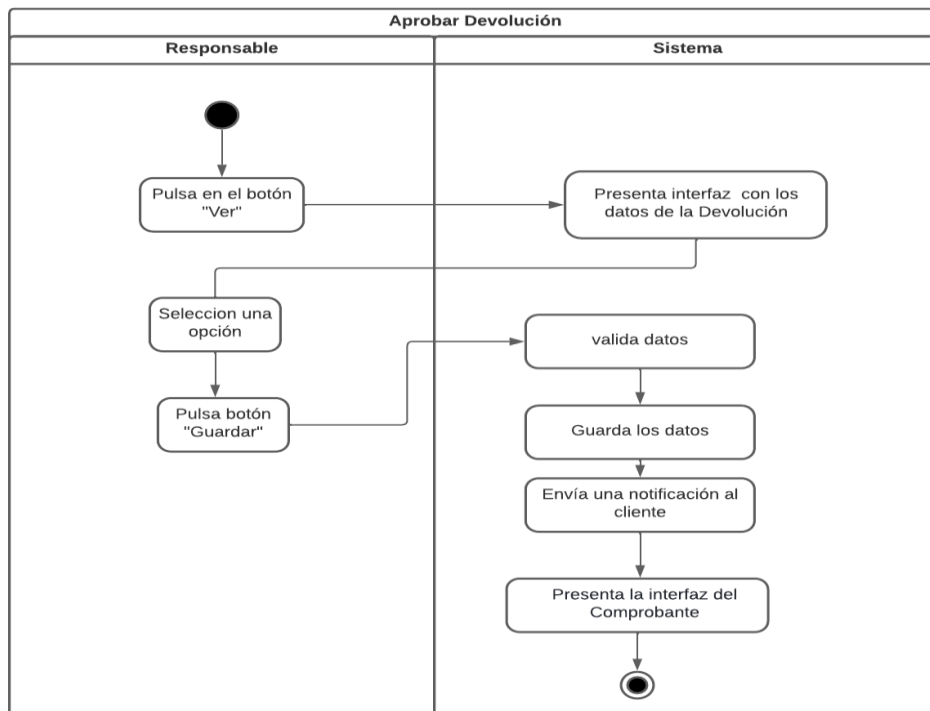 Aprobar Devolución
Responsable
Sistema
Pulsa en el botón
"Ver"
Presenta interfaz con los
datos de la Devolución
Seleccion una
opción
Pulsa botón
"Guardar"
valida datos
Guarda los datos
Envía una notificación al
cliente
Presenta la interfaz del
Comprobante